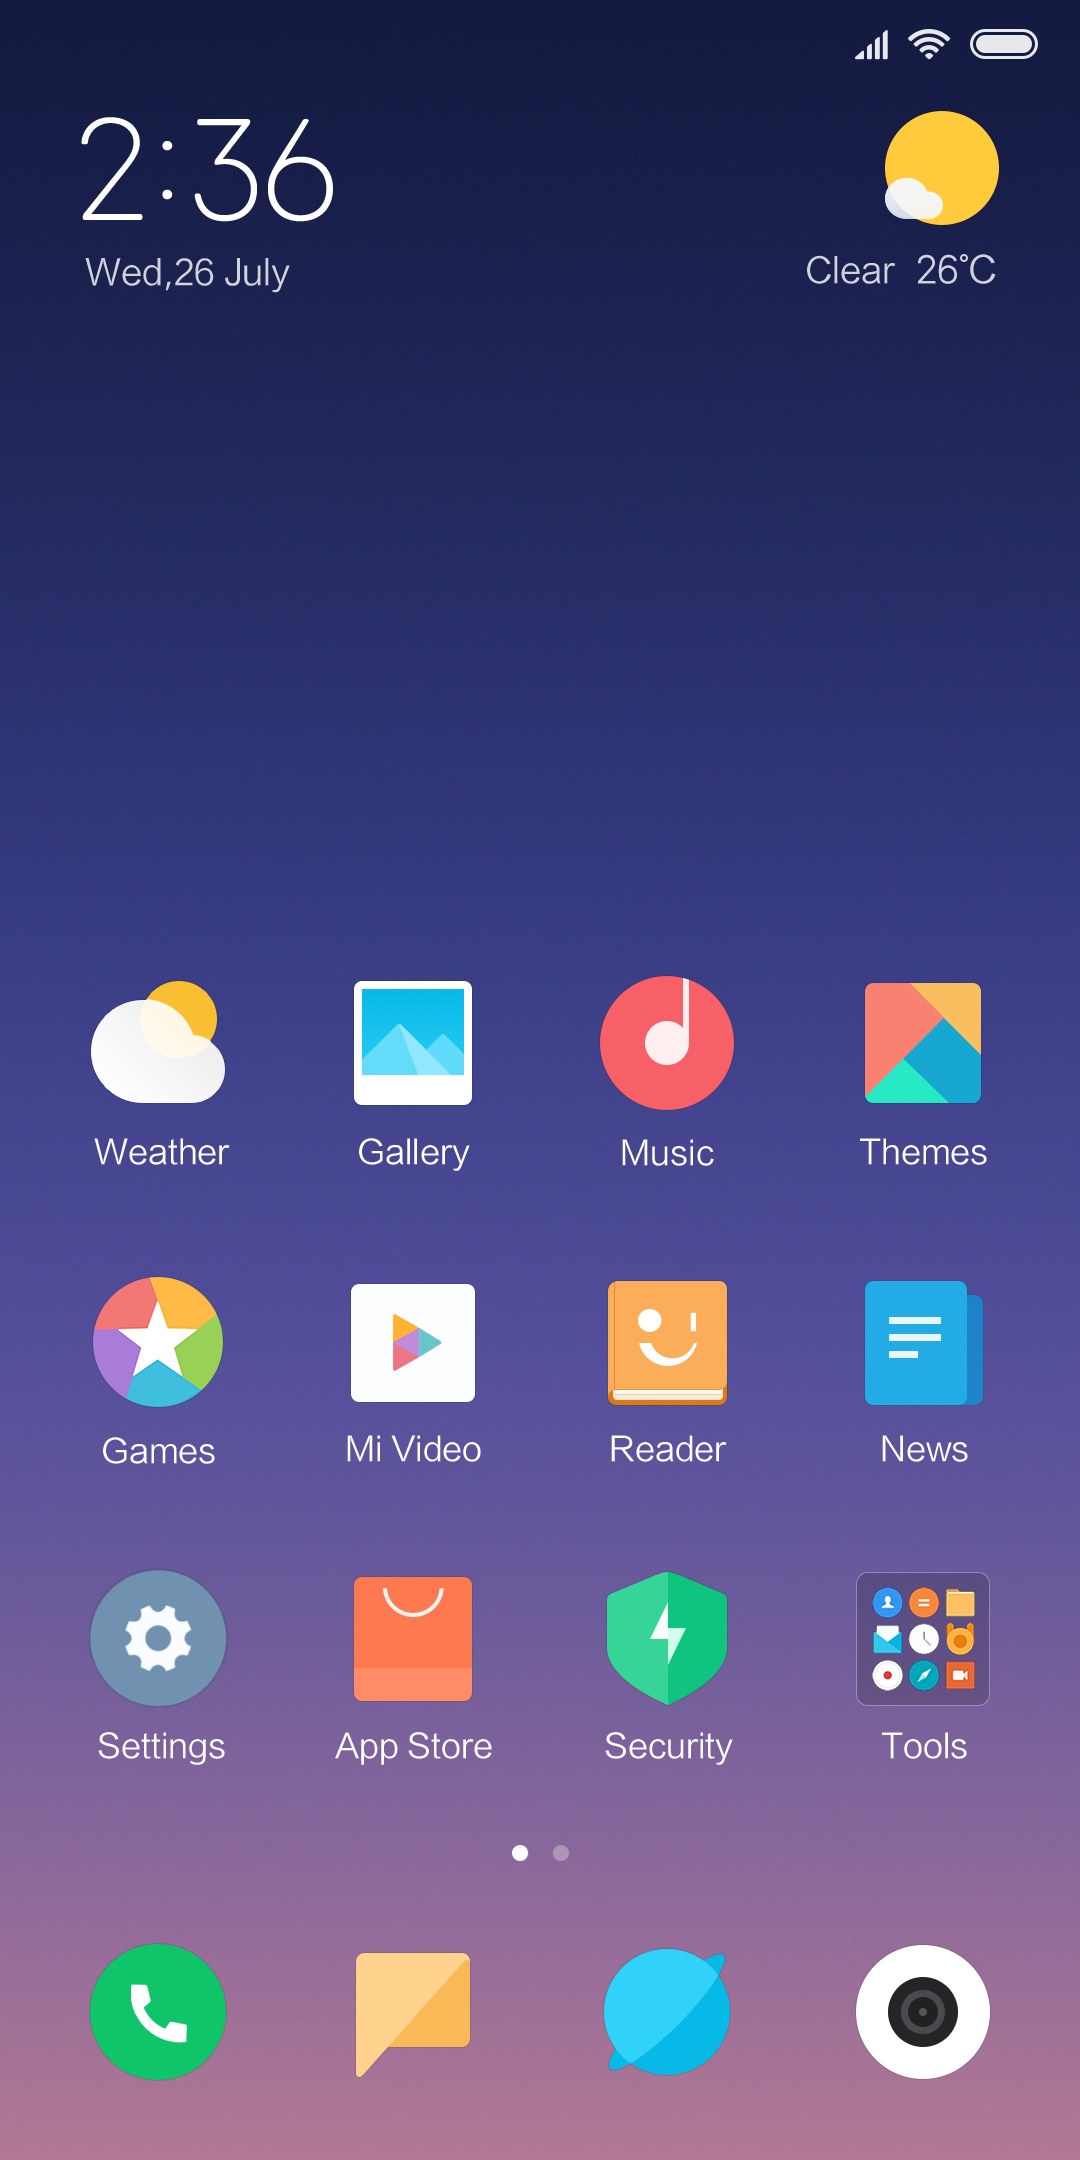 2:36
Wed,26 July
Clear 26°C
Weather
Gallery
Music
Themes
Games
Mi Video
Reader
News
Settings
App Store
Security
Tools